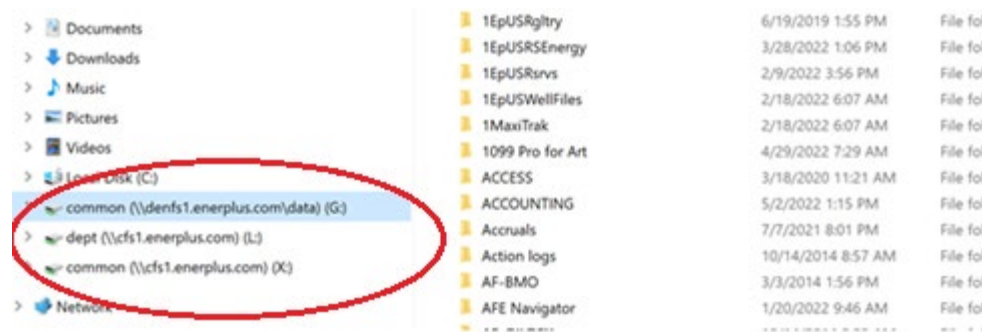 Documents
Downloads
Music
Pictures
Videos
Local Disk (C:)
common (\\denfs1.enerplus.com\data) (G:)
dept (\\cfs1.enerplus.com) (L:)
common (\\cfs1.enerplus.com) (X:)
Network
1EpUSRgltry 6/19/2019 1:55 PM File fol
1EpUSRSEnergy 3/28/2022 1:06 PM File fol
1EpUSRsrvs 2/9/2022 3:56 PM File fol
1EpUSWellFiles 2/18/2022 6:07 AM File fol
1MaxiTrak 2/18/2022 6:07 AM File fol
1099 Pro for Art 4/29/2022 7:29 AM File fol
ACCESS 3/18/2020 11:21 AM File fol
ACCOUNTING 5/2/2022 1:15 PM File fol
Accruals 7/7/2021 8:01 PM File fol
Action logs 10/14/2014 8:57 AM File fol
AF-BMO 3/3/2014 1:56 PM File fol
AFE Navigator 1/20/2022 9:46 AM File fol